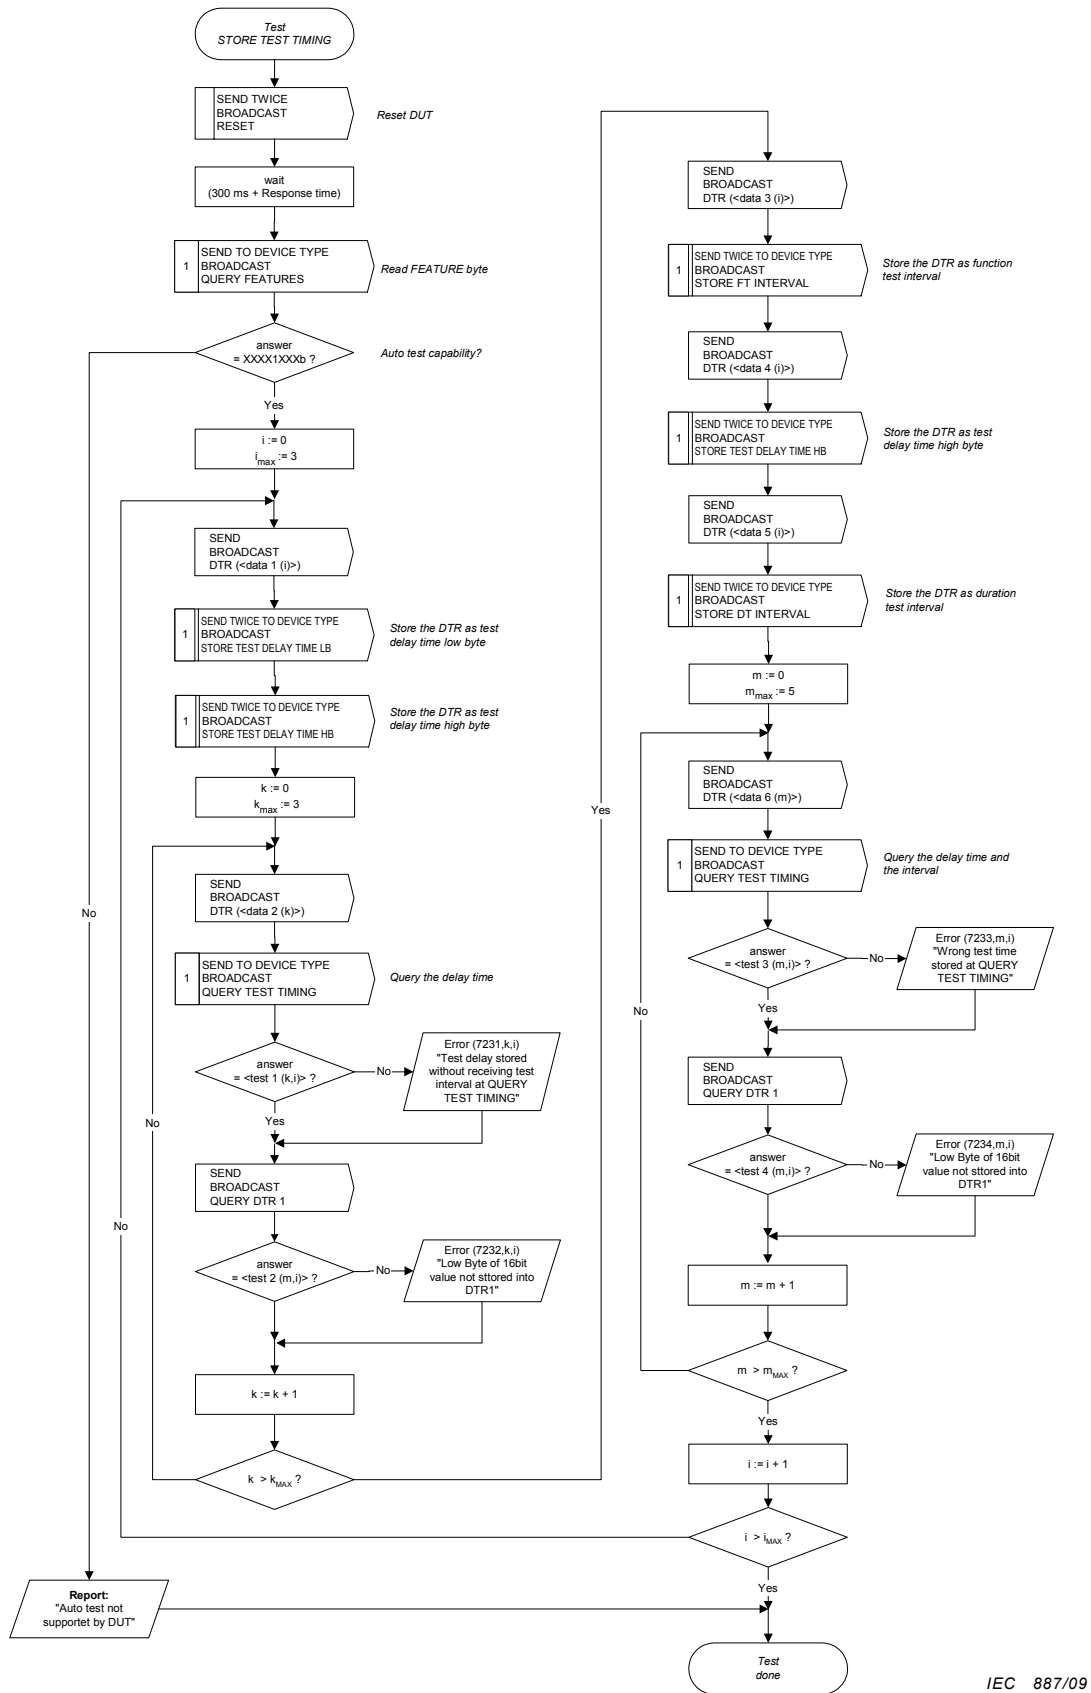 Test
STORE TEST TIMING
SEND TWICE
BROADCAST
RESET
Reset DUT
wait
(300 ms + Response time)
1
SEND TO DEVICE TYPE
BROADCAST
QUERY FEATURES
Read FEATURE byte
answer
= XXXX1XXXb ?
Auto test capability?
Yes
i := 0
imax := 3
SEND
BROADCAST
DTR (<data 1 (i)>)
1
SEND TWICE TO DEVICE TYPE
BROADCAST
STORE TEST DELAY TIME LB
Store the DTR as test
delay time low byte
1
SEND TWICE TO DEVICE TYPE
BROADCAST
STORE TEST DELAY TIME HB
Store the DTR as test
delay time high byte
k := 0
kmax := 3
SEND
BROADCAST
DTR (<data 2 (k)>)
No
1
SEND TO DEVICE TYPE
BROADCAST
QUERY TEST TIMING
Query the delay time
answer
= <test 1 (k,i)> ?
No
Error (7231,k,i)
"Test delay stored
without receiving test
interval at QUERY
TEST TIMING"
Yes
No
SEND
BROADCAST
QUERY DTR 1
No
answer
= <test 2 (m,i)> ?
No
Error (7232,k,i)
"Low Byte of 16bit
value not sttored into
DTR1"
k := k + 1
k > kMAX ?
Yes
SEND
BROADCAST
DTR (<data 3 (i)>)
1
SEND TWICE TO DEVICE TYPE
BROADCAST
STORE FT INTERVAL
Store the DTR as function
test interval
SEND
BROADCAST
DTR (<data 4 (i)>)
1
SEND TWICE TO DEVICE TYPE
BROADCAST
STORE TEST DELAY TIME HB
Store the DTR as test
delay time high byte
SEND
BROADCAST
DTR (<data 5 (i)>)
1
SEND TWICE TO DEVICE TYPE
BROADCAST
STORE DT INTERVAL
Store the DTR as duration
test interval
m := 0
mmax := 5
SEND
BROADCAST
DTR (<data 6 (m)>)
1
SEND TO DEVICE TYPE
BROADCAST
QUERY TEST TIMING
Query the delay time and
the interval
answer
= <test 3 (m,i)> ?
No
Error (7233,m,i)
"Wrong test time
stored at QUERY
TEST TIMING"
Yes
No
SEND
BROADCAST
QUERY DTR 1
answer
= <test 4 (m,i)> ?
No
Error (7234,m,i)
"Low Byte of 16bit
value not sttored into
DTR1"
m := m + 1
m > mMAX ?
Yes
i := i + 1
i > iMAX ?
Yes
Report:
"Auto test not
supportet by DUT"
Test
done
IEC 887/09